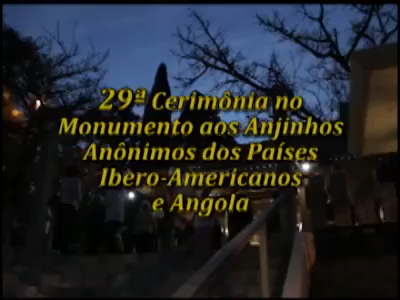 29ª Cerimônia no
Monumento aos Anjinhos
Anônimos dos Países
Ibero-Americanos
e Angola